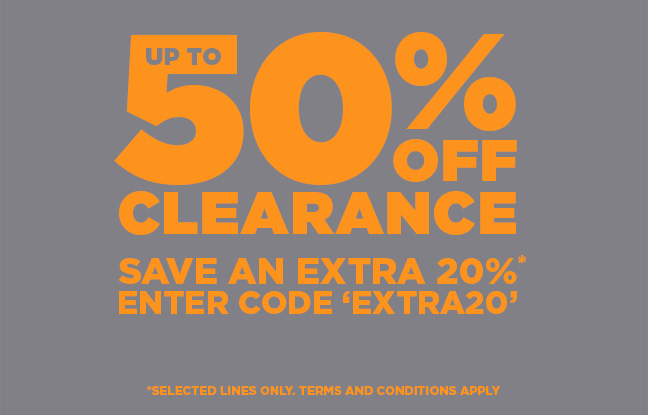 UP TO
50%
OFF
CLEARANCE
SAVE AN EXTRA 20%*
ENTER CODE ‘EXTRA20’
*SELECTED LINES ONLY. TERMS AND CONDITIONS APPLY